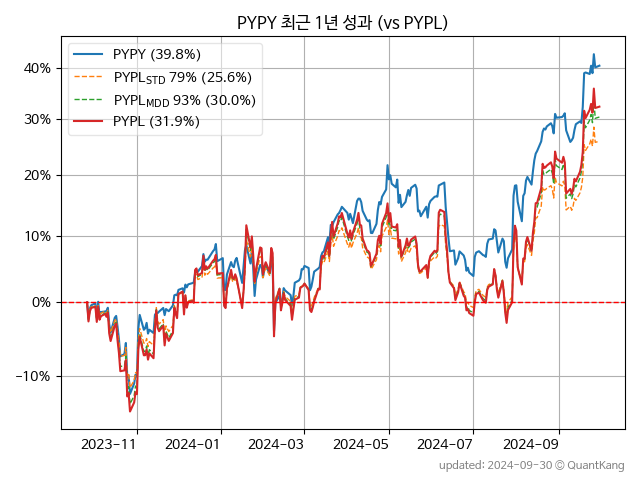 PYPY 최근 1년 성과 (vs PYPL)
PYPY (39.8%)
PYPL_STD 79% (25.6%)
PYPL_MDD 93% (30.0%)
PYPL (31.9%)
40%
30%
20%
10%
0%
−10%
2023-11 2024-01 2024-03 2024-05 2024-07 2024-09
updated: 2024-09-30 © QuantKang